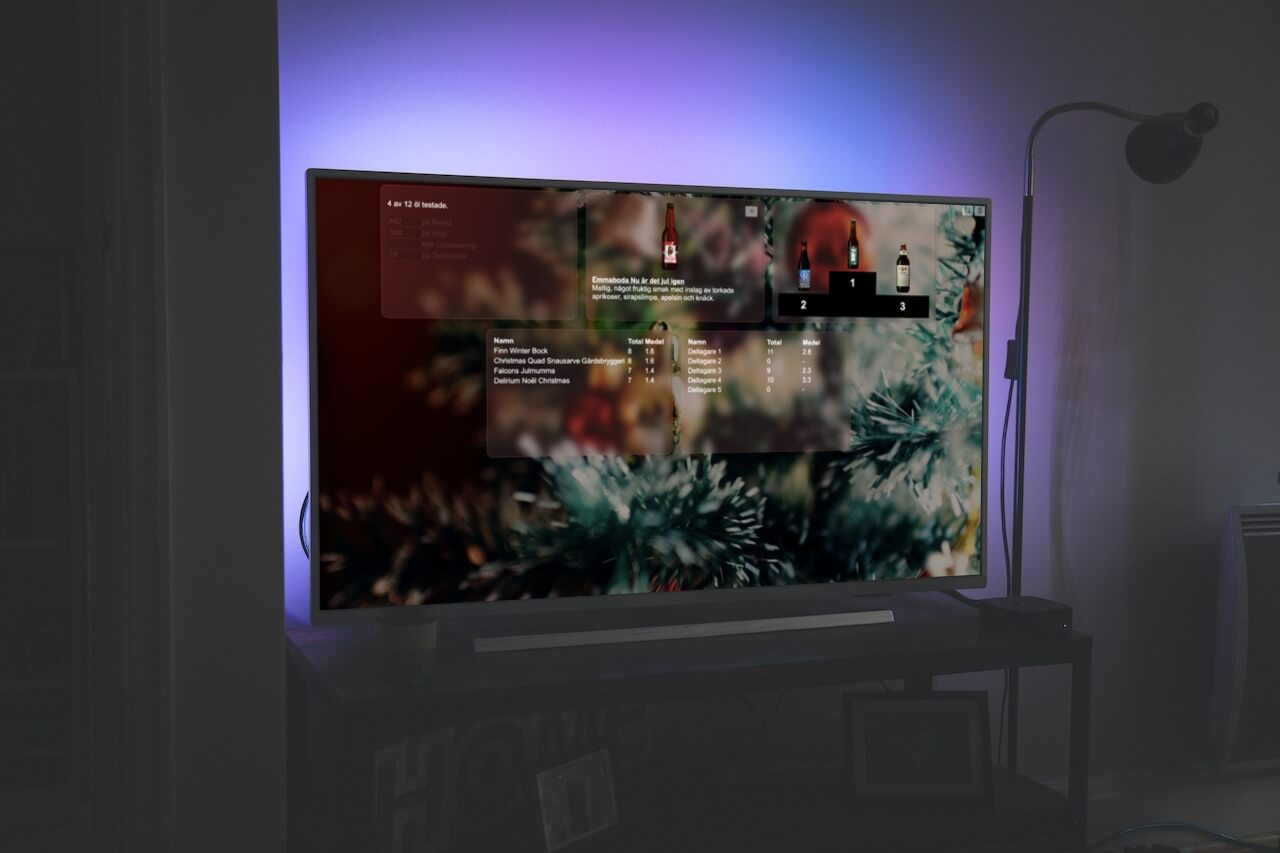 4 av 12 öl testade.
Emmaboda Nu är det jul igen
Maltig, något fruktig smak med inslag av torkade
aprikoser, sirapslimpa, apelsin och knäck.
1
2
3
Namn Total Medel
Finn Winter Bock 8 1.6
Christmas Quad Snausarve Gårdsbryggeri 8 1.6
Falcons Julmumma 7 1.4
Delirium Noël Christmas 7 1.4
Namn Total Medel
Deltagare 1 11 2.8
Deltagare 2 0 -
Deltagare 3 9 2.3
Deltagare 4 10 3.3
Deltagare 5 0 -
HOME